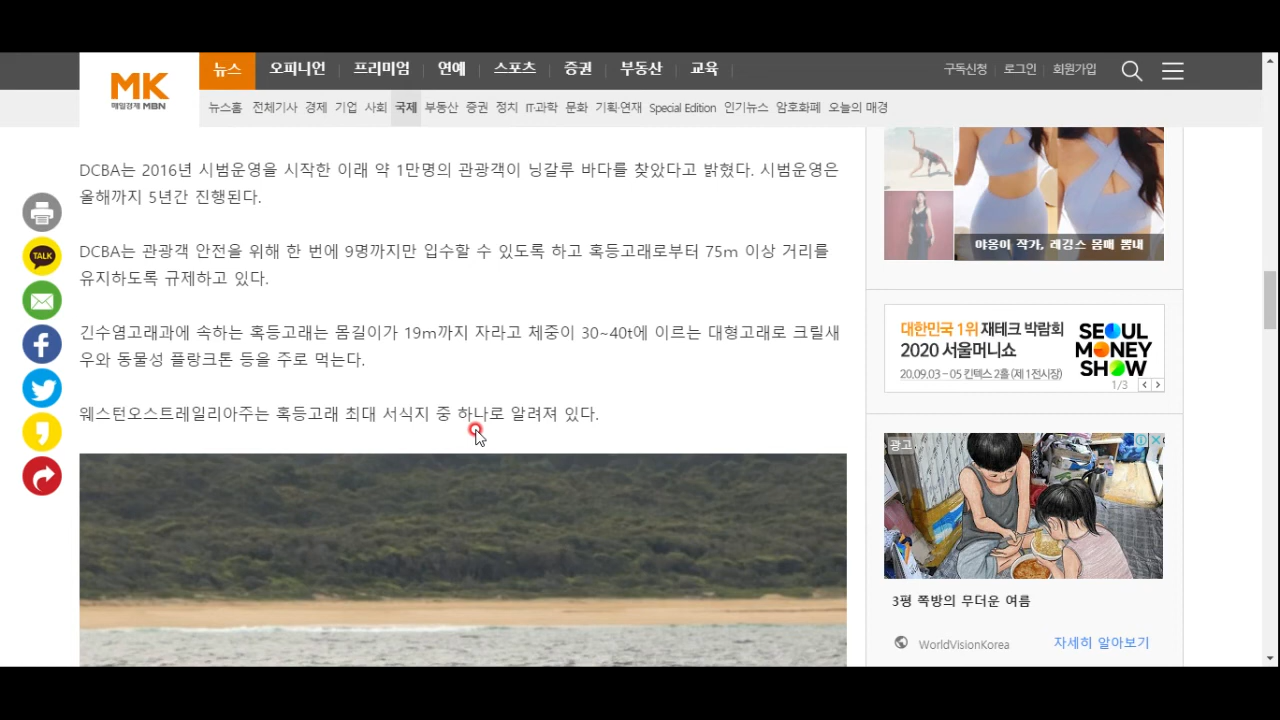 MK
매일경제 MBN
뉴스 오피니언 프리미엄 연예 스포츠 증권 부동산 교육
구독신청 로그인 회원가입
뉴스홈 전체기사 경제 기업 사회 국제 부동산 증권 정치 IT·과학 문화 기획·연재 Special Edition 인기뉴스 암호화폐 오늘의 매경
DCBA는 2016년 시범운영을 시작한 이래 약 1만명의 관광객이 닝갈루 바다를 찾았다고 밝혔다. 시범운영은
올해까지 5년간 진행된다.
DCBA는 관광객 안전을 위해 한 번에 9명까지만 입수할 수 있도록 하고 혹등고래로부터 75m 이상 거리를
유지하도록 규제하고 있다.
긴수염고래과에 속하는 혹등고래는 몸길이가 19m까지 자라고 체중이 30~40t에 이르는 대형고래로 크릴새
우와 동물성 플랑크톤 등을 주로 먹는다.
웨스턴오스트레일리아주는 혹등고래 최대 서식지 중 하나로 알려져 있다.
TALK
야옹이 작가, 레깅스 몸매 뽐내
대한민국 1위 재테크 박람회
2020 서울머니쇼
20.09.03 – 05 킨텍스 2홀 (제 1전시장)
SEOUL
MONEY
SHOW
1/3
광고
3평 쪽방의 무더운 여름
WorldVisionKorea
자세히 알아보기